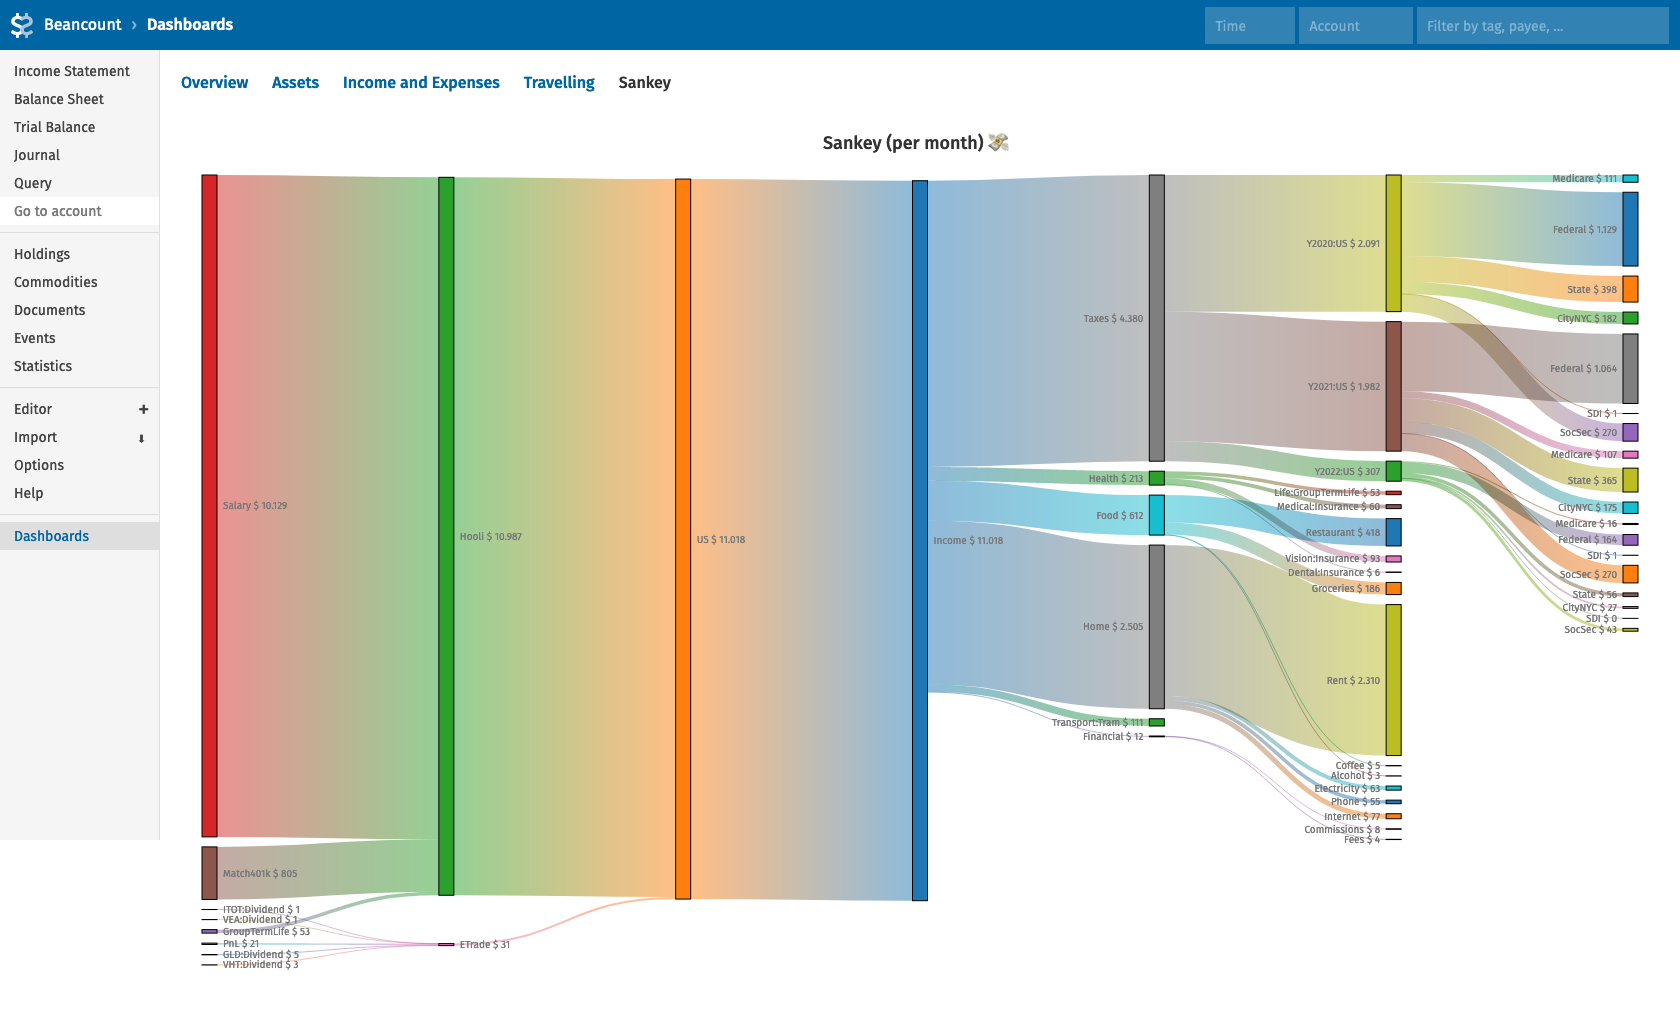 Beancount › Dashboards
Time
Account
Filter by tag, payee, ...
Income Statement
Balance Sheet
Trial Balance
Journal
Query
Go to account
Holdings
Commodities
Documents
Events
Statistics
Editor +
Import
Options
Help
Dashboards
Overview Assets Income and Expenses Travelling Sankey
Sankey (per month) 💸
Salary $ 10.129
Match401k $ 805
ITOT:Dividend $ 1
VEA:Dividend $ 1
GroupTermLife $ 53
PnL $ 21
GLD:Dividend $ 5
VHT:Dividend $ 3
Hooli $ 10.987
ETrade $ 31
US $ 11.018
Income $ 11.018
Taxes $ 4.380
Health $ 213
Food $ 612
Home $ 2.505
Transport:Tram $ 111
Financial $ 12
Y2020:US $ 2.091
Y2021:US $ 1.982
Y2022:US $ 307
Life:GroupTermLife $ 53
Medical:Insurance $ 60
Restaurant $ 418
Vision:Insurance $ 93
Dental:Insurance $ 6
Groceries $ 186
Rent $ 2.310
Coffee $ 5
Alcohol $ 3
Electricity $ 63
Phone $ 55
Internet $ 77
Commissions $ 8
Fees $ 4
Medicare $ 111
Federal $ 1.129
State $ 398
CityNYC $ 182
Federal $ 1.064
SDI $ 1
SocSec $ 270
Medicare $ 107
State $ 365
CityNYC $ 175
Medicare $ 16
Federal $ 164
SDI $ 1
SocSec $ 270
State $ 56
CityNYC $ 27
SDI $ 0
SocSec $ 43